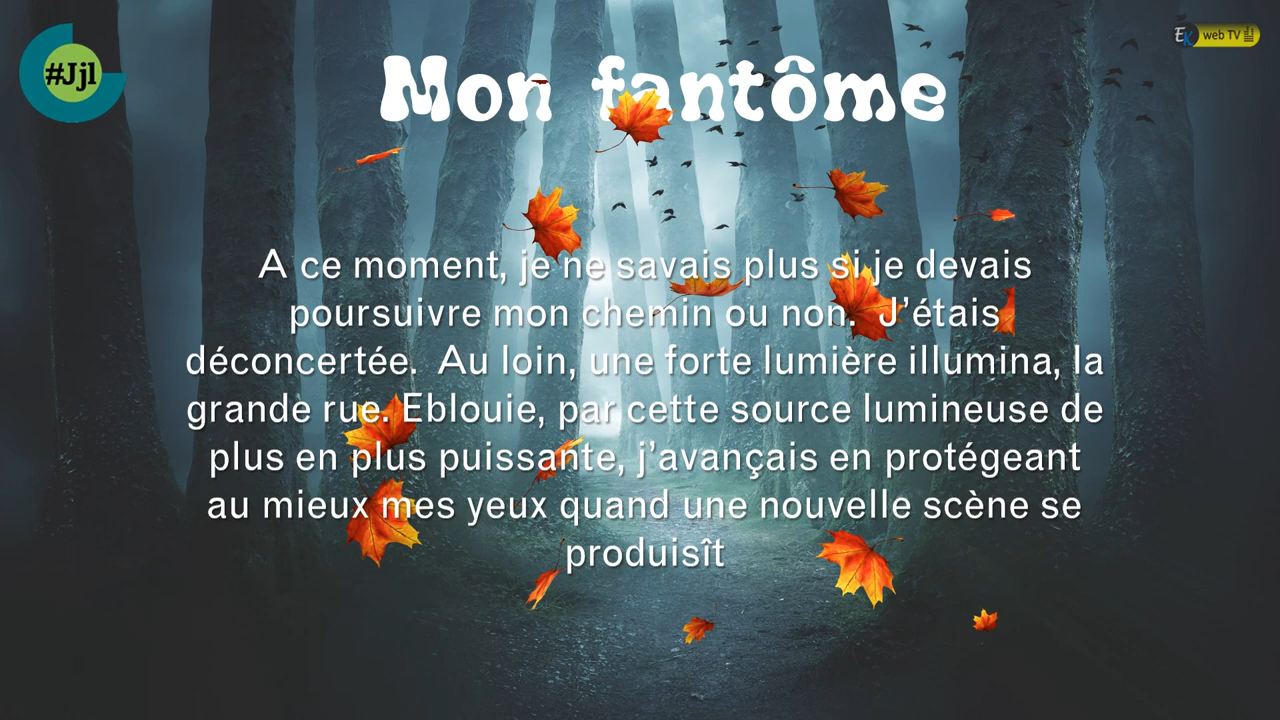 #Jjl
EK web TV
Mon fantôme
A ce moment, je ne savais plus si je devais
poursuivre mon chemin ou non. J’étais
déconcertée. Au loin, une forte lumière illumina, la
grande rue. Eblouie, par cette source lumineuse de
plus en plus puissante, j’avançais en protégeant
au mieux mes yeux quand une nouvelle scène se
produisît